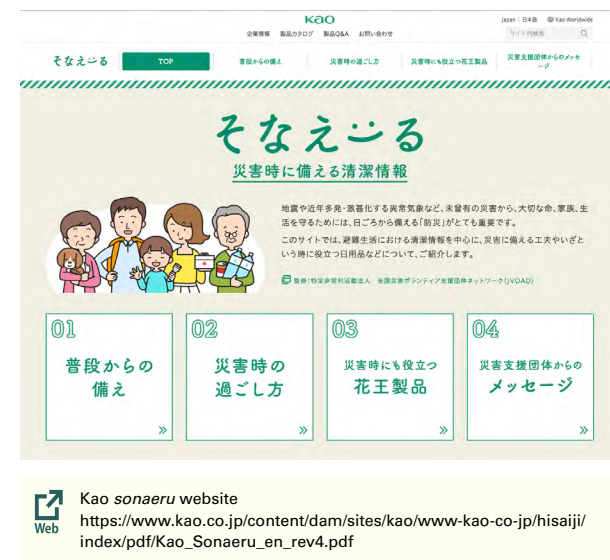 Kao
Japan | 日本語 Kao Worldwide
企業情報 製品カタログ 製品Q&A お問い合わせ
サイト内検索
そなえーる TOP 普段からの備え 災害時の過ごし方 災害時にも役立つ花王製品 災害支援団体からのメッセ
ージ
そなえーる
災害時に備える清潔情報
地震や近年多発・激甚化する異常気象など、未曾有の災害から、大切な命、家族、生
活を守るためには、日ごろから備える「防災」がとても重要です。
このサイトでは、避難生活における清潔情報を中心に、災害に備える工夫やいざと
いう時に役立つ日用品などについて、ご紹介します。
監修：特定非営利活動法人 全国災害ボランティア支援団体ネットワーク(JVOAD)
01
普段からの
備え
02
災害時の
過ごし方
03
災害時にも役立つ
花王製品
04
災害支援団体からの
メッセージ
Kao sonaeru website
Web
https://www.kao.co.jp/content/dam/sites/kao/www-kao-co-jp/hisaiji/
index/pdf/Kao_Sonaeru_en_rev4.pdf